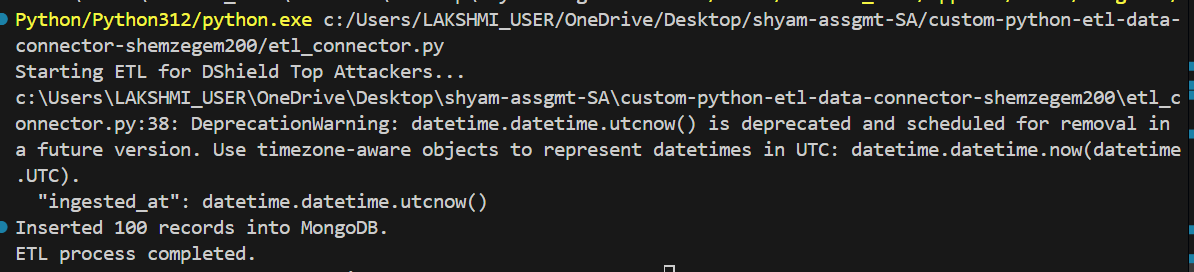 Python/Python312/python.exe c:/Users/LAKSHMI_USER/OneDrive/Desktop/shyam-assgmt-SA/custom-python-etl-data-
connector-shemzegem200/etl_connector.py
Starting ETL for DShield Top Attackers...
c:\Users\LAKSHMI_USER\OneDrive\Desktop\shyam-assgmt-SA\custom-python-etl-data-connector-shemzegem200\etl_c
onnector.py:38: DeprecationWarning: datetime.datetime.utcnow() is deprecated and scheduled for removal in
a future version. Use timezone-aware objects to represent datetimes in UTC: datetime.datetime.now(datetime
.UTC).
  "ingested_at": datetime.datetime.utcnow()
Inserted 100 records into MongoDB.
ETL process completed.